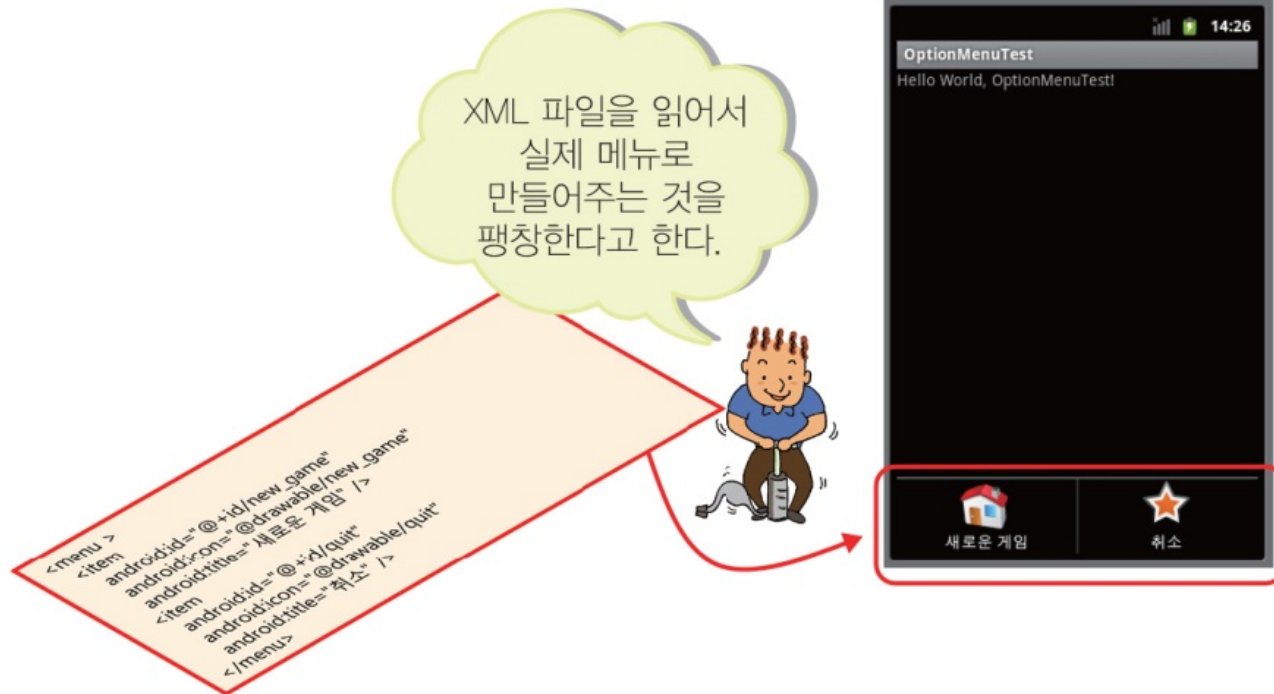 XML 파일을 읽어서
실제 메뉴로
만들어주는 것을
팽창한다고 한다.
<menu >
<item
android:id="@+id/new_game"
android:icon="@drawable/new_game"
android:title="새로운 게임" />
<item
android:id="@+id/quit"
android:icon="@drawable/quit"
android:title="취소" />
</menu>
14:26
OptionMenuTest
Hello World, OptionMenuTest!
새로운 게임
취소